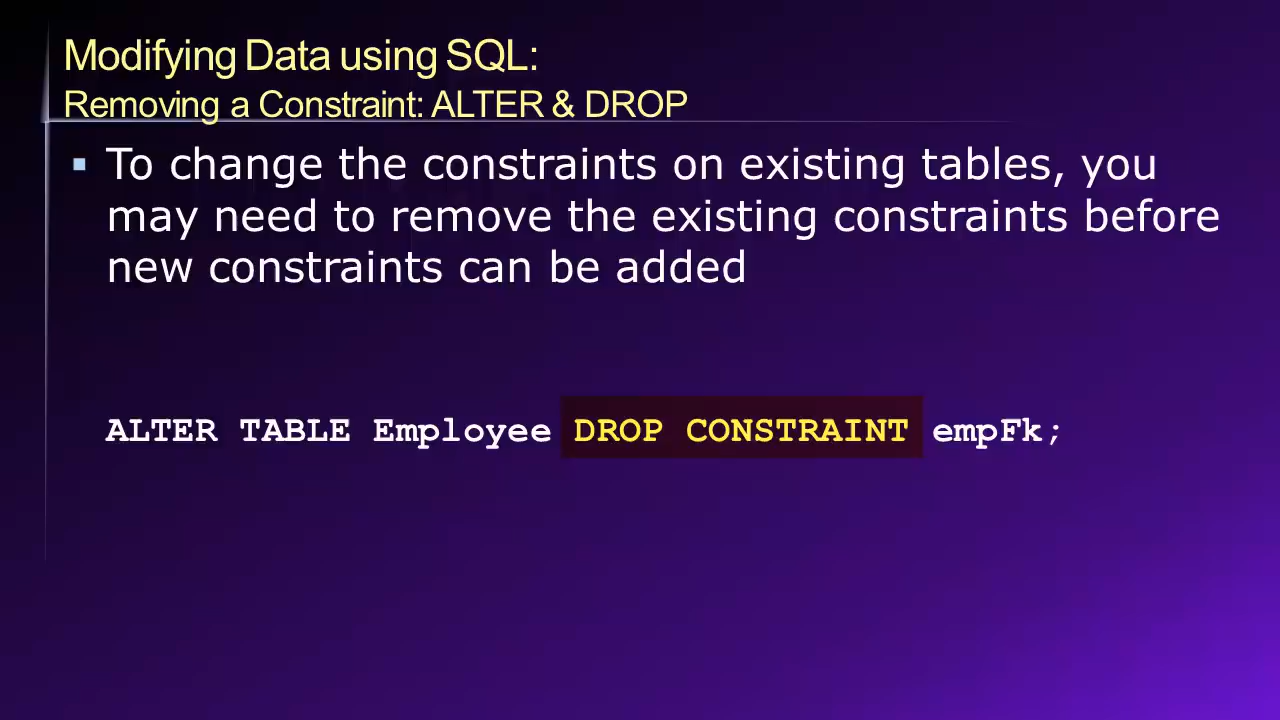 Modifying Data using SQL:
Removing a Constraint: ALTER & DROP
▪ To change the constraints on existing tables, you
may need to remove the existing constraints before
new constraints can be added
ALTER TABLE Employee DROP CONSTRAINT empFk;